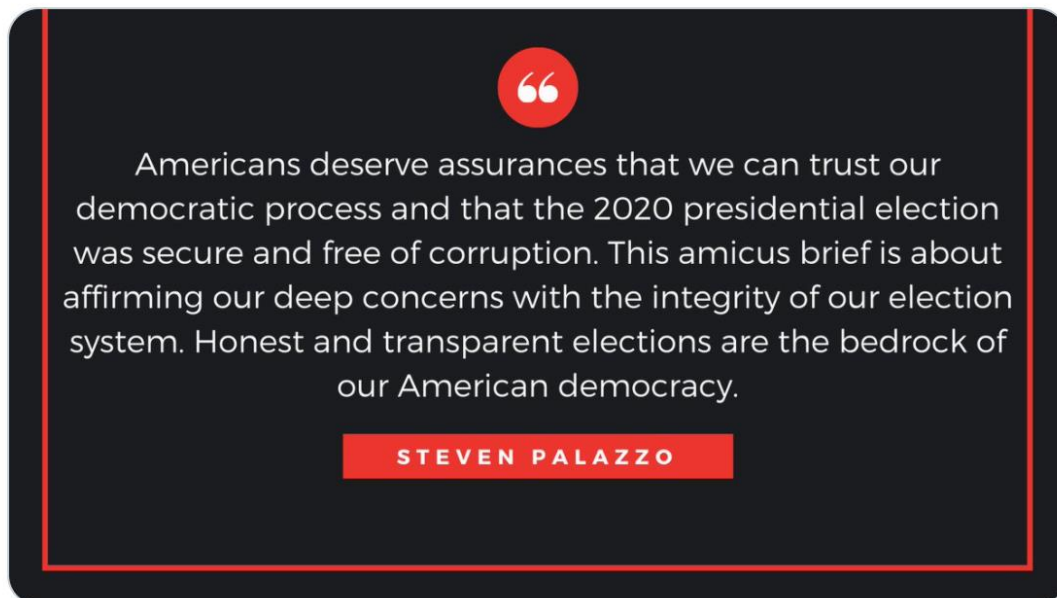 “
Americans deserve assurances that we can trust our
democratic process and that the 2020 presidential election
was secure and free of corruption. This amicus brief is about
affirming our deep concerns with the integrity of our election
system. Honest and transparent elections are the bedrock of
our American democracy.
STEVEN PALAZZO